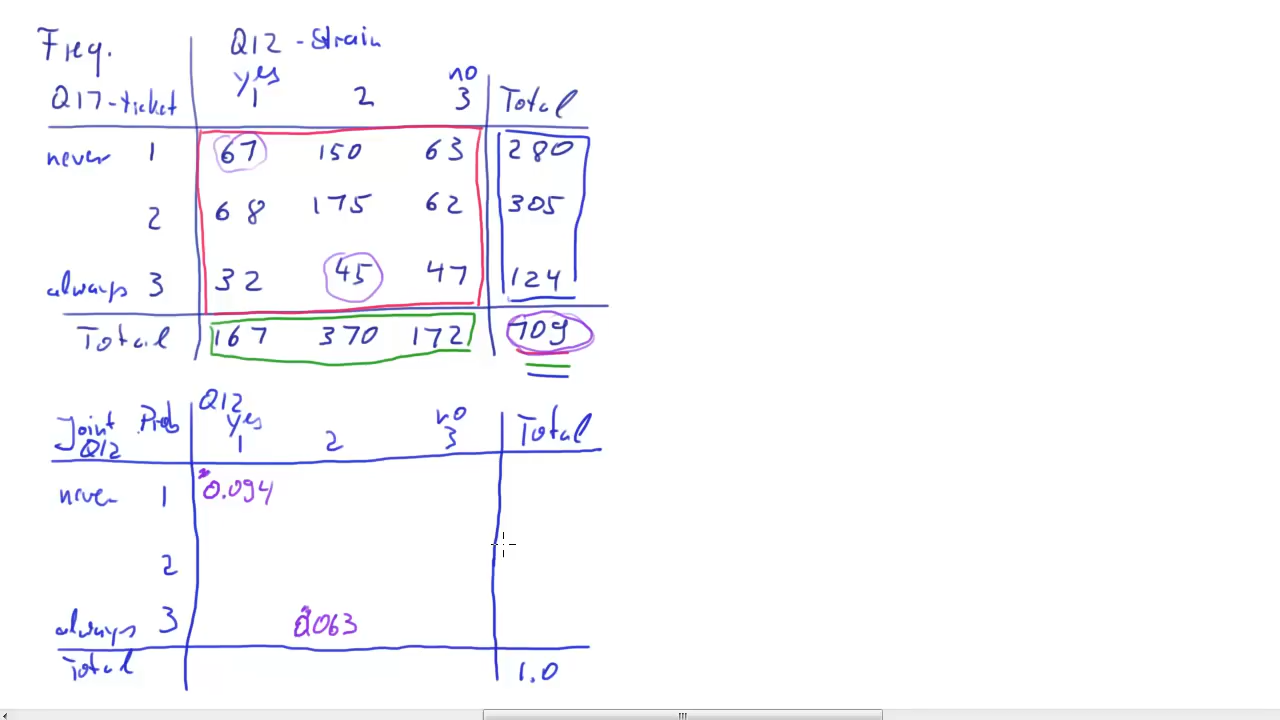 Freq. Q12 - Strain
yes no
Q17 - ticket 1 2 3 Total
never 1 67 150 63 280
2 68 175 62 305
always 3 32 45 47 124
Total 167 370 172 709
Q12
Joint Prob yes no
Q12 1 2 3 Total
never 1 0.094
2
always 3 0.063
Total 1.0